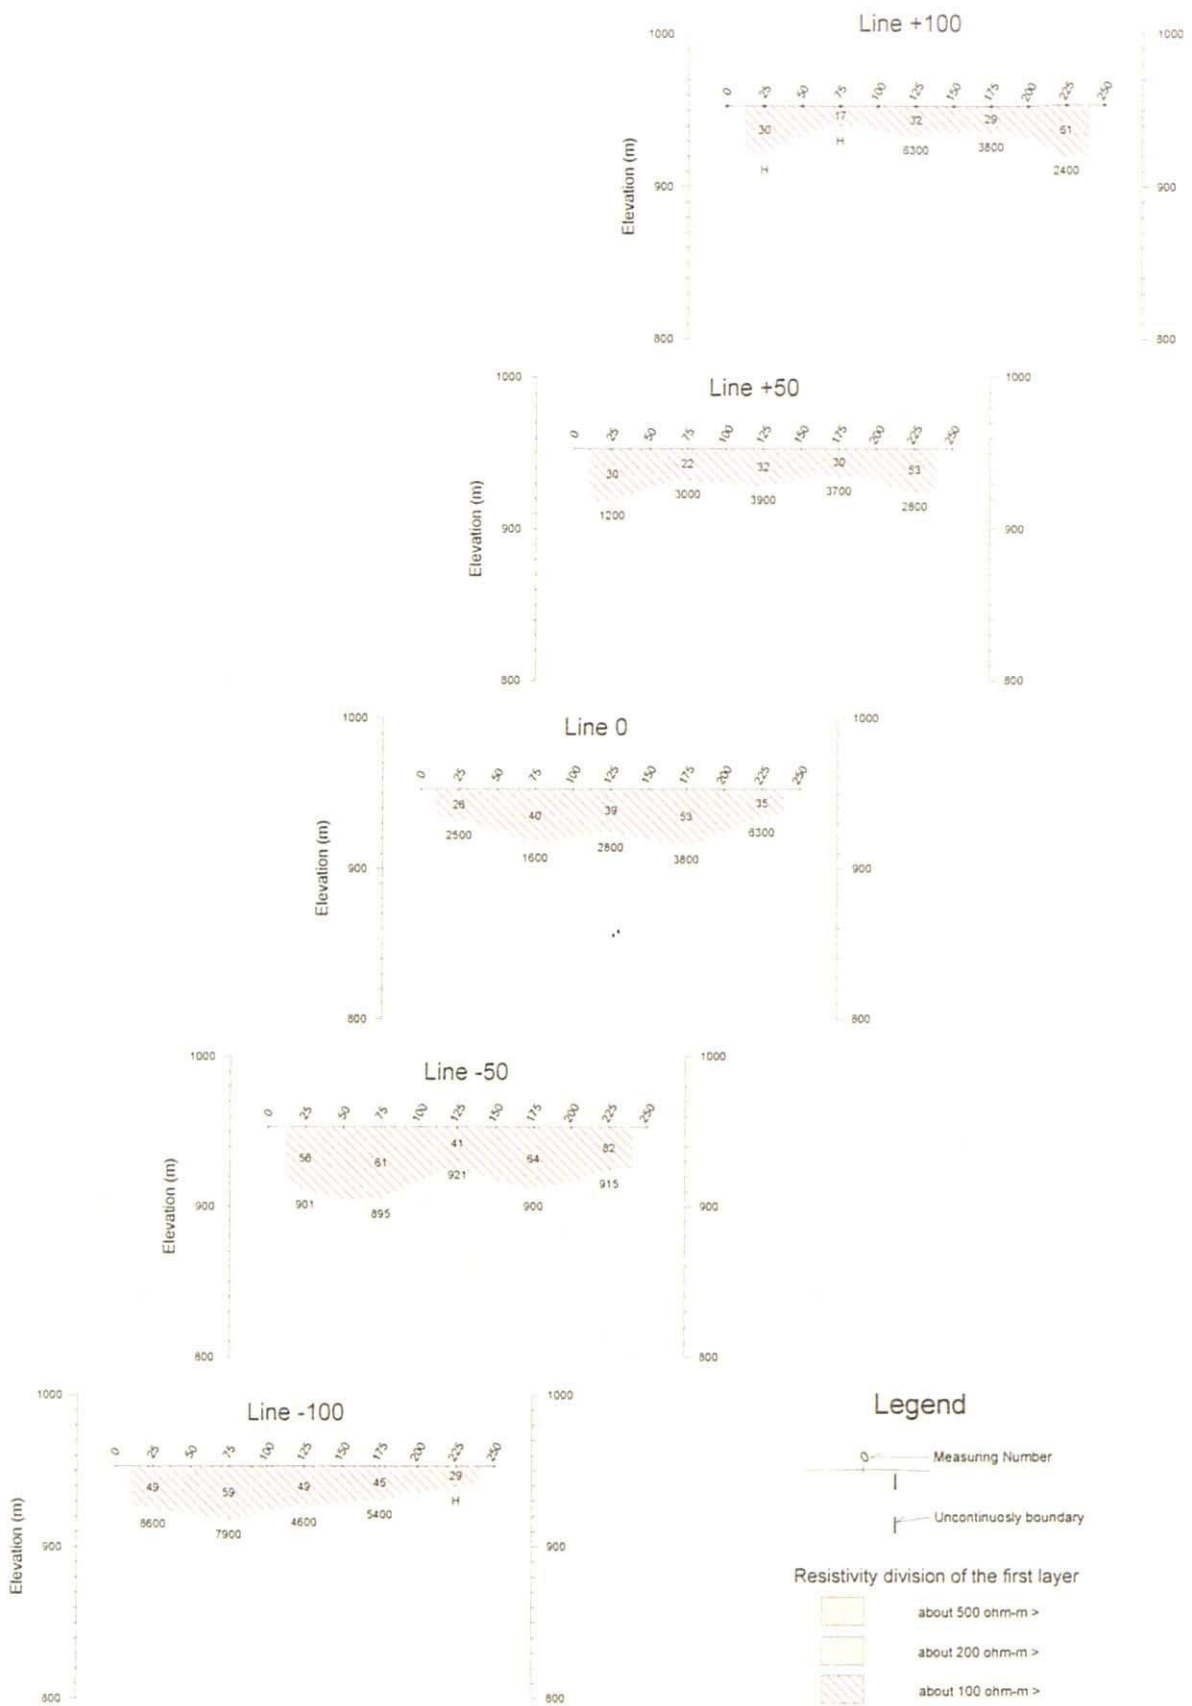 Line +100
1000 1000
0 25 50 75 100 125 150 175 200 225 250
30 17 32 29 61
H H 6300 3800 2400
900 900
Elevation (m)
800 800
Line +50
1000 1000
0 25 50 75 100 125 150 175 200 225 250
30 22 32 30 53
1200 3000 3900 3700 2800
900 900
Elevation (m)
800 800
Line 0
1000 1000
0 25 50 75 100 125 150 175 200 225 250
26 40 39 53 35
2500 1600 2800 3800 6300
900 900
Elevation (m)
800 800
Line -50
1000 1000
0 25 50 75 100 125 150 175 200 225 250
56 61 41 64 82
901 895 921 900 915
900 900
Elevation (m)
800 800
Line -100
1000 1000
0 25 50 75 100 125 150 175 200 225 250
49 59 49 45 29
8600 7900 4600 5400 H
900 900
Elevation (m)
800 800
Legend
0 Measuring Number
Uncontinuosly boundary
Resistivity division of the first layer
about 500 ohm-m >
about 200 ohm-m >
about 100 ohm-m >